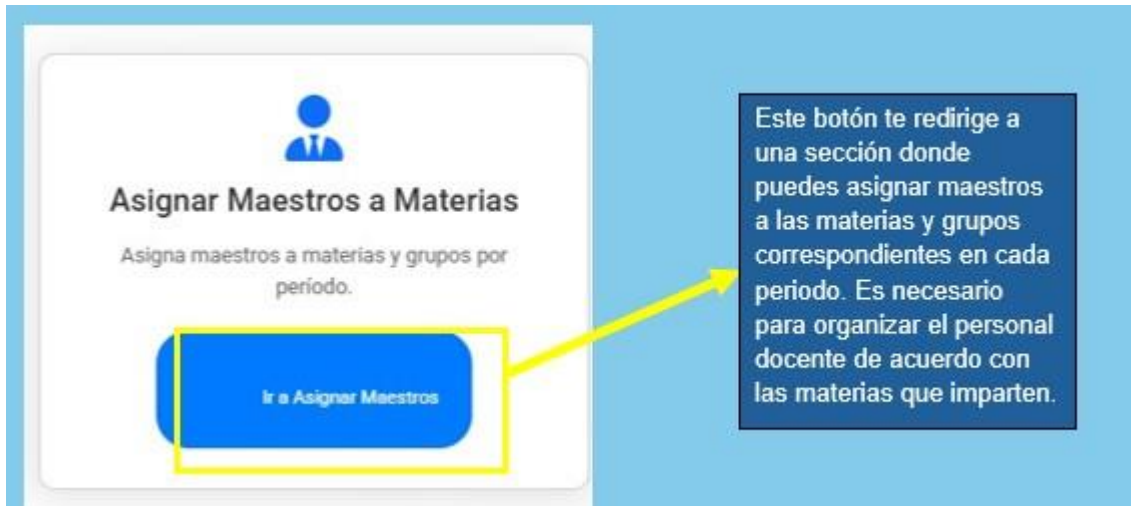 Asignar Maestros a Materias
Asigna maestros a materias y grupos por
período.
Ir a Asignar Maestros
Este botón te redirige a
una sección donde
puedes asignar maestros
a las materias y grupos
correspondientes en cada
periodo. Es necesario
para organizar el personal
docente de acuerdo con
las materias que imparten.